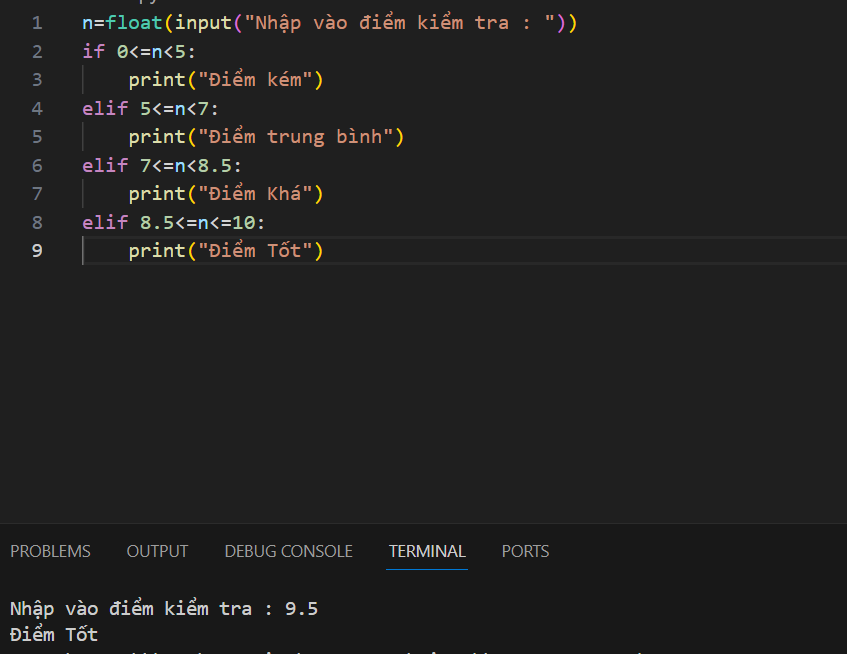 1 n=float(input("Nhập vào điểm kiểm tra : "))
2 if 0<=n<5:
3 print("Điểm kém")
4 elif 5<=n<7:
5 print("Điểm trung bình")
6 elif 7<=n<8.5:
7 print("Điểm Khá")
8 elif 8.5<=n<=10:
9 print("Điểm Tốt")
PROBLEMS OUTPUT DEBUG CONSOLE TERMINAL PORTS
Nhập vào điểm kiểm tra : 9.5
Điểm Tốt